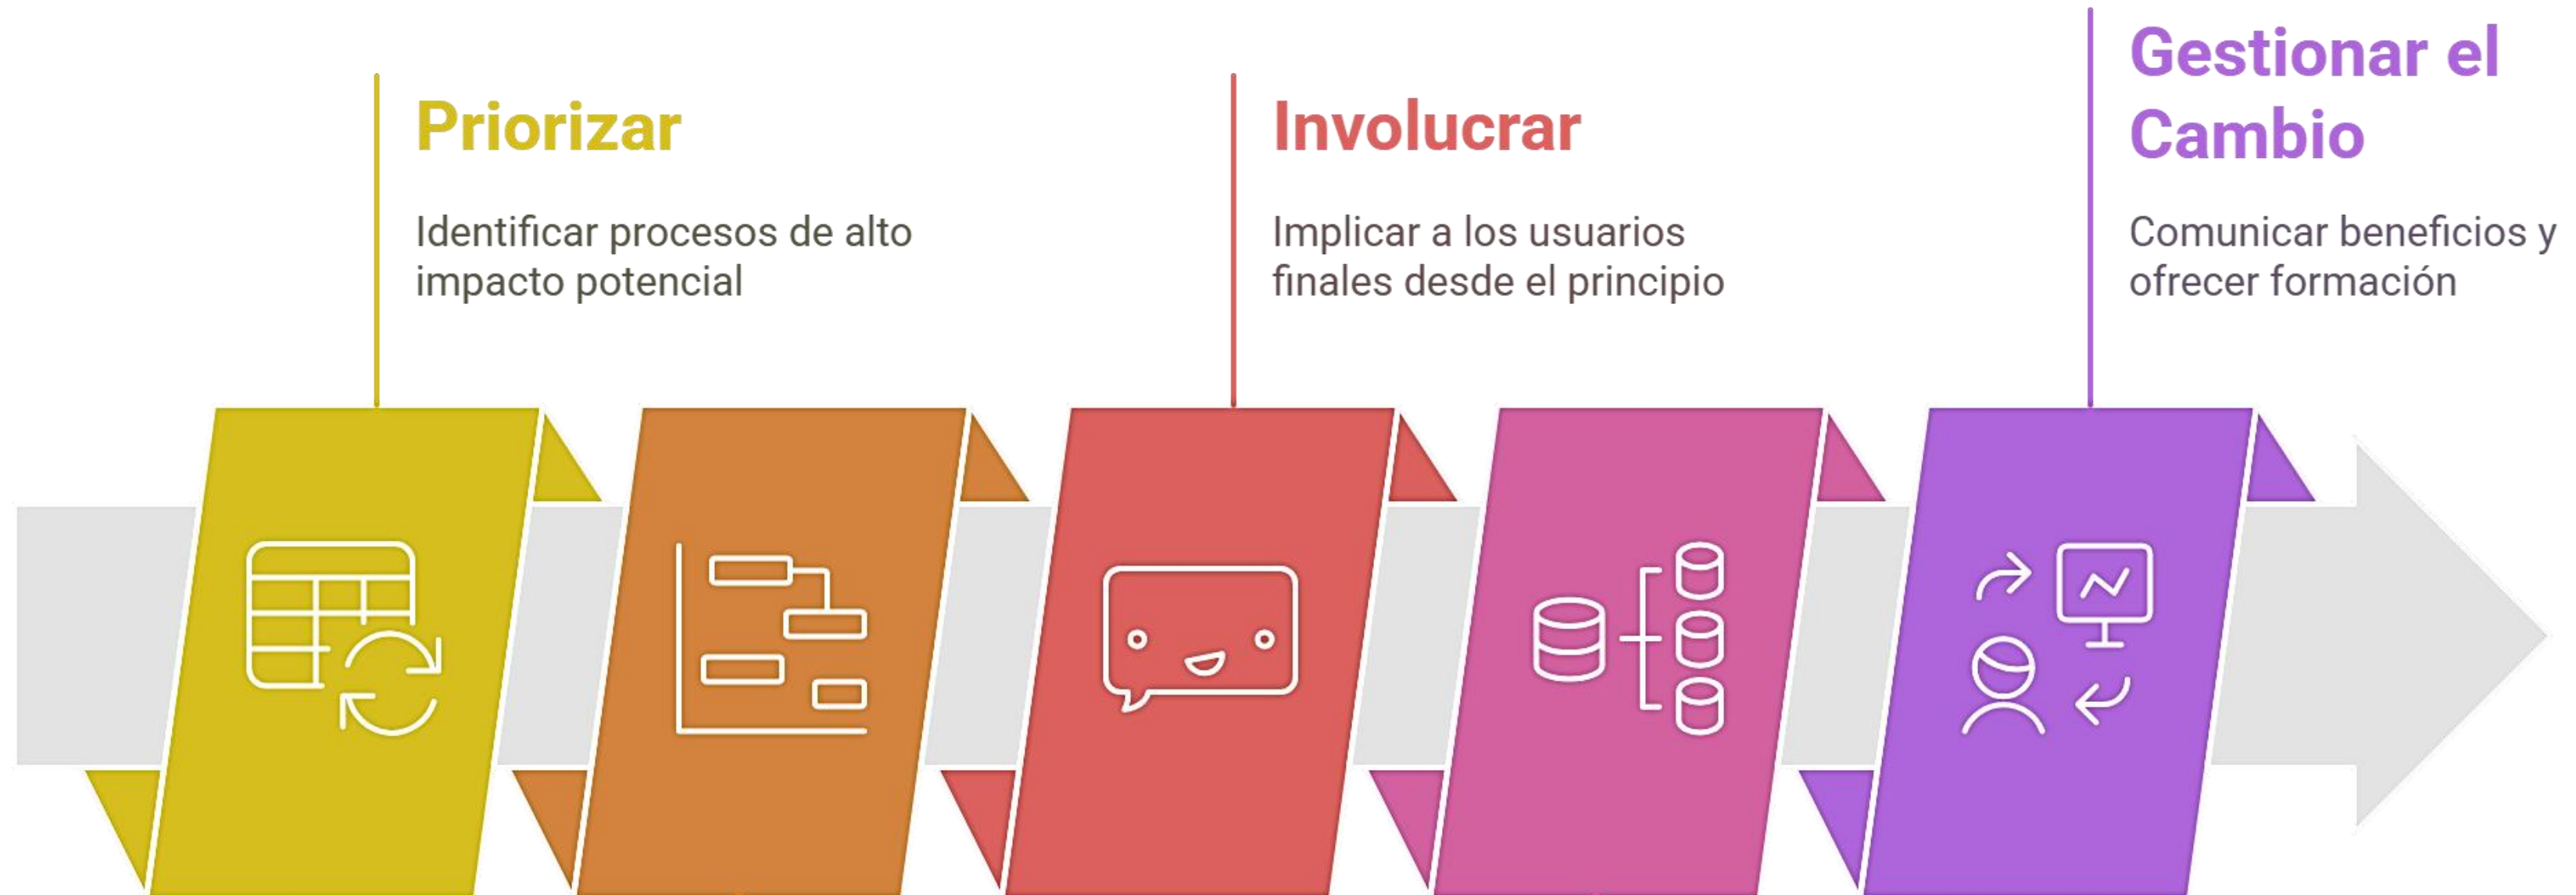 Priorizar
Identificar procesos de alto
impacto potencial
Involucrar
Implicar a los usuarios
finales desde el principio
Gestionar el
Cambio
Comunicar beneficios y
ofrecer formación